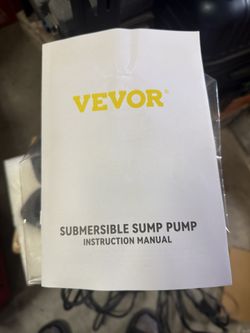 VEVOR®
SUBMERSIBLE SUMP PUMP
INSTRUCTION MANUAL